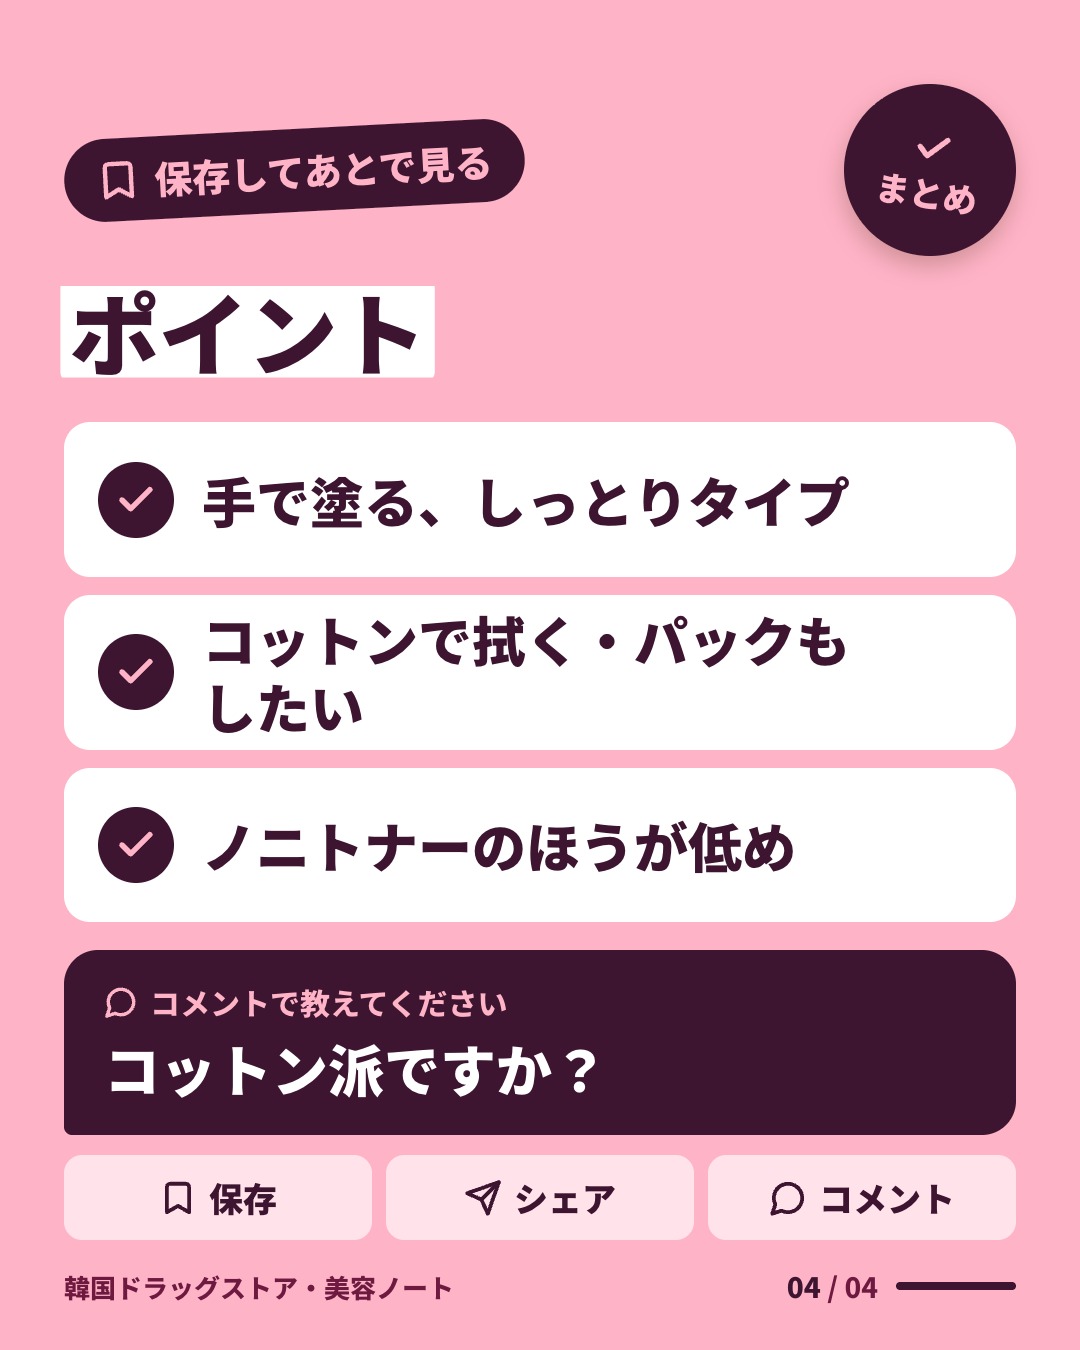 保存してあとで見る
まとめ
ポイント
手で塗る、しっとりタイプ
コットンで拭く・パックも
したい
ノニトナーのほうが低め
コメントで教えてください
コットン派ですか？
保存
シェア
コメント
韓国ドラッグストア・美容ノート
04 / 04